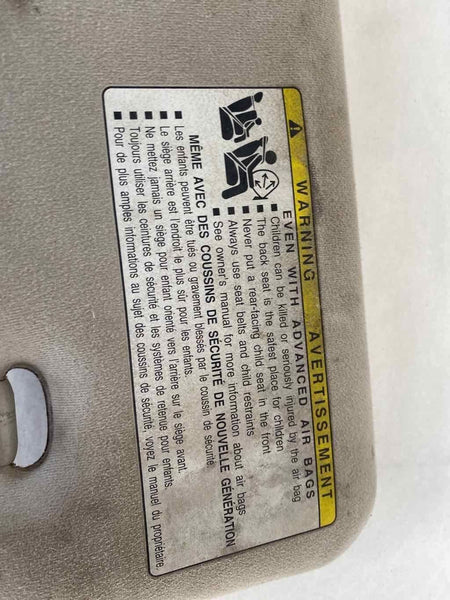 WARNING AVERTISSEMENT
EVEN WITH ADVANCED AIR BAGS
■ Children can be killed or seriously injured by the air bag
■ The back seat is the safest place for children
■ Never put a rear-facing child seat in the front
■ Always use seat belts and child restraints
■ See owner's manual for more information about air bags
MÊME AVEC DES COUSSINS DE SÉCURITÉ DE NOUVELLE GÉNÉRATION
■ Les enfants peuvent être tués ou gravement blessés par le coussin de sécurité.
■ Le siège arrière est l'endroit le plus sûr pour les enfants.
■ Ne mettez jamais un siège pour enfant orienté vers l'arrière sur le siège avant.
■ Toujours utiliser les ceintures de sécurité et les systèmes de retenue pour enfants.
■ Pour de plus amples informations au sujet des coussins de sécurité, voyez le manuel du propriétaire.